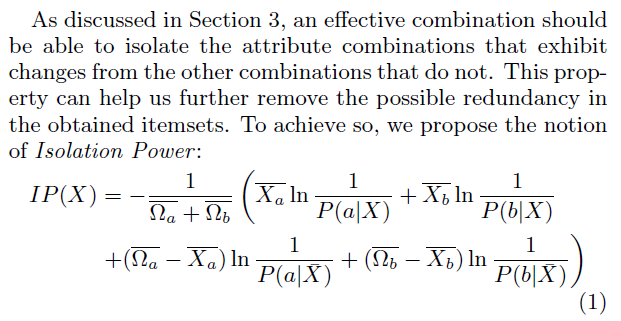 As discussed in Section 3, an effective combination should
be able to isolate the attribute combinations that exhibit
changes from the other combinations that do not. This prop-
erty can help us further remove the possible redundancy in
the obtained itemsets. To achieve so, we propose the notion
of Isolation Power:
$IP(X) = -\frac{1}{\overline{\Omega_a} + \overline{\Omega_b}} \left( \overline{X_a} \ln \frac{1}{P(a|X)} + \overline{X_b} \ln \frac{1}{P(b|X)} \right.$
$\left. + (\overline{\Omega_a} - \overline{X_a}) \ln \frac{1}{P(a|\bar{X})} + (\overline{\Omega_b} - \overline{X_b}) \ln \frac{1}{P(b|\bar{X})} \right)$
(1)